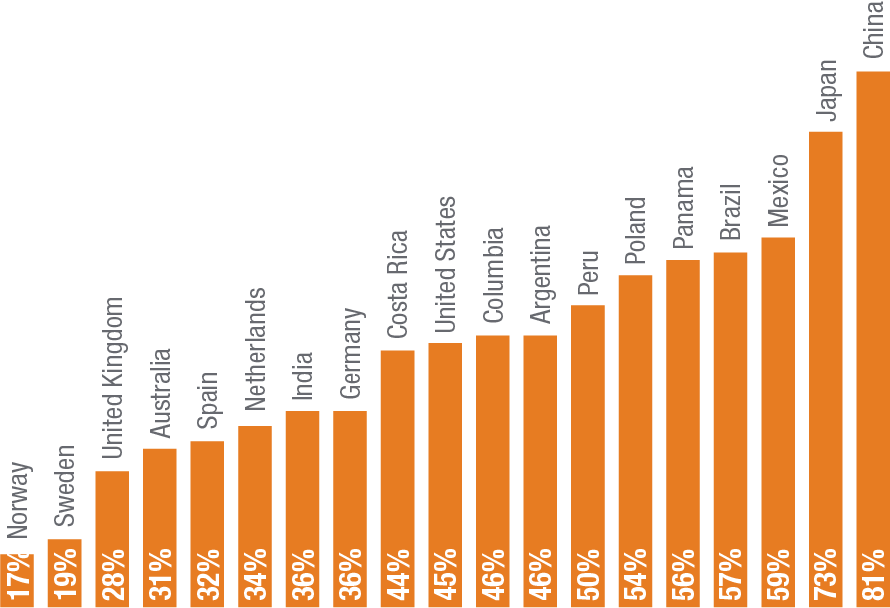 Norway
17%
Sweden
19%
United Kingdom
28%
Australia
31%
Spain
32%
Netherlands
34%
India
36%
Germany
36%
Costa Rica
44%
United States
45%
Columbia
46%
Argentina
46%
Peru
50%
Poland
54%
Panama
56%
Brazil
57%
Mexico
59%
Japan
73%
China
81%